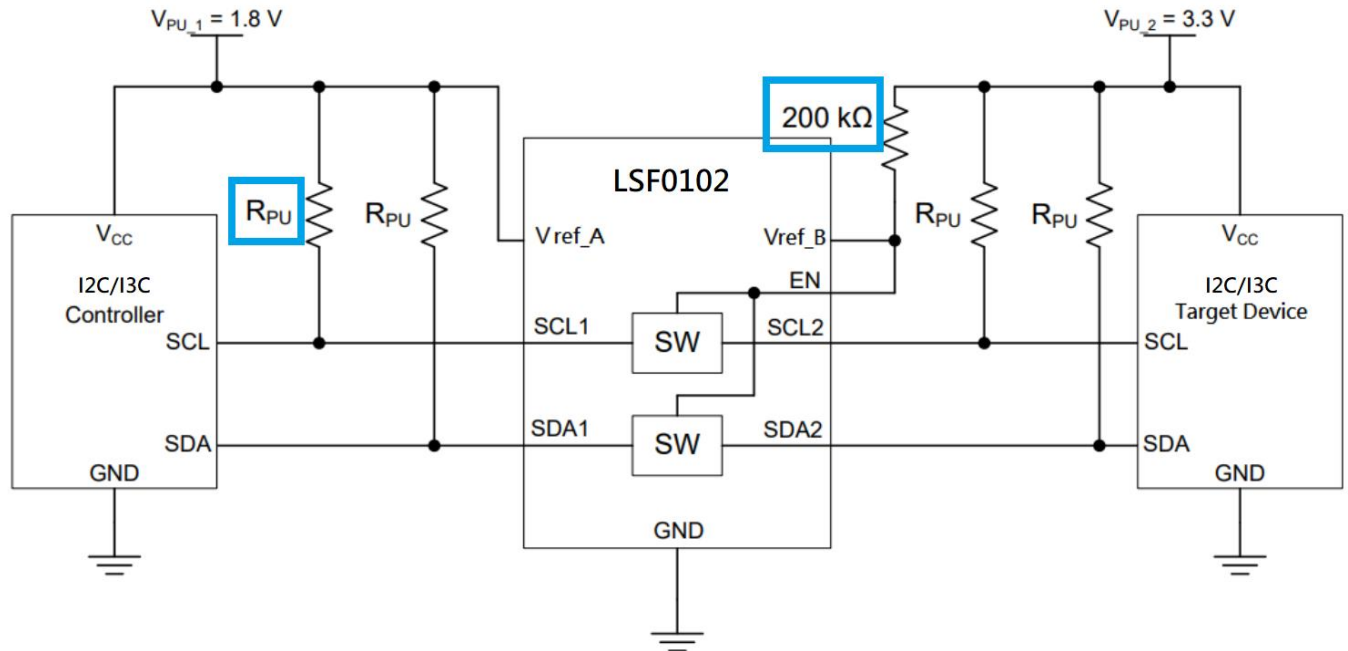 V_PU_1 = 1.8 V
V_PU_2 = 3.3 V
200 kΩ
LSF0102
R_PU
R_PU
R_PU
R_PU
V_CC
I2C/I3C
Controller
SCL
SDA
GND
Vref_A
Vref_B
EN
SCL1
SW
SCL2
SDA1
SW
SDA2
GND
V_CC
I2C/I3C
Target Device
SCL
SDA
GND